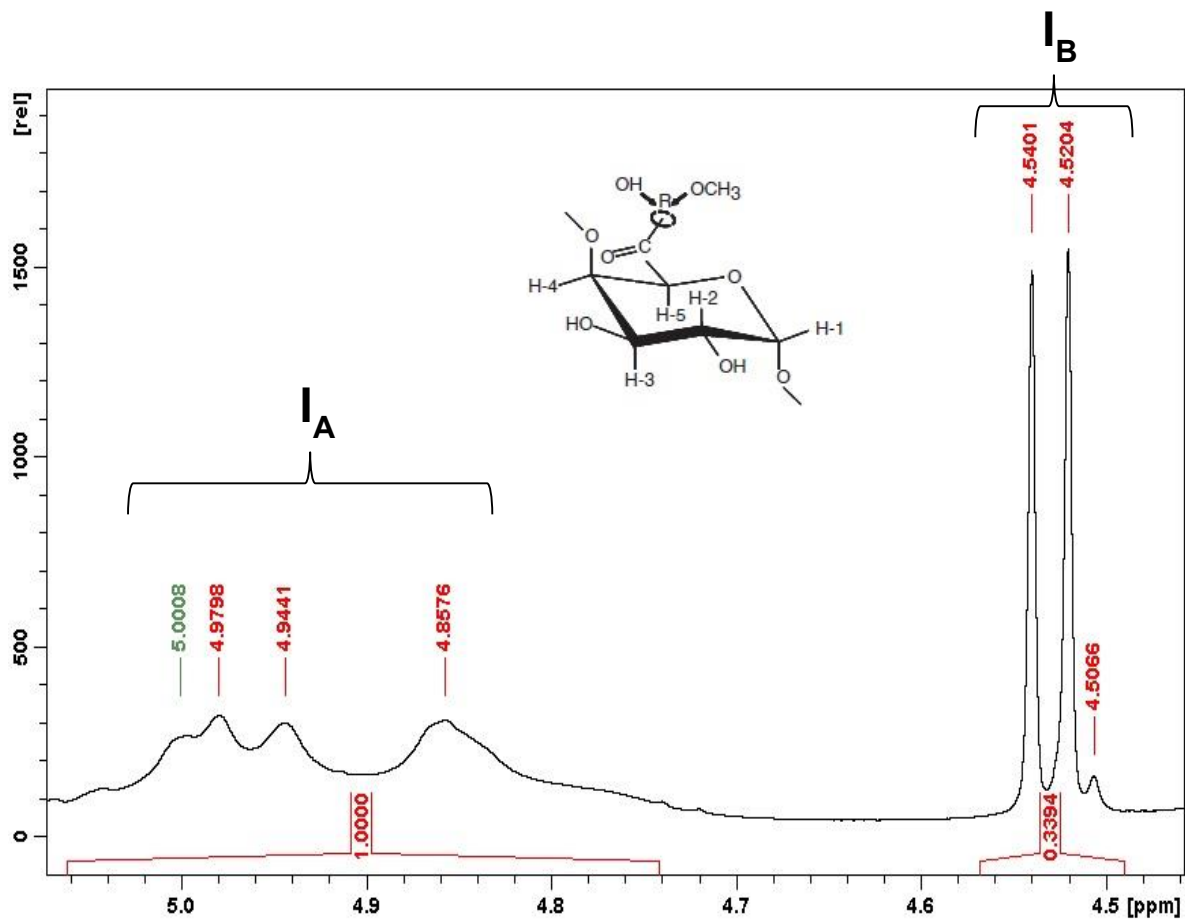 I_B
[rel]
4.5401
4.5204
OH
R
OCH3
O
C
O
O
H-4
H-2
H-5
H-1
HO
OH
O
H-3
1500
I_A
1000
5.0008
4.9798
4.9441
4.8576
4.5066
500
0
1.0000
0.3394
5.0
4.9
4.8
4.7
4.6
4.5
[ppm]